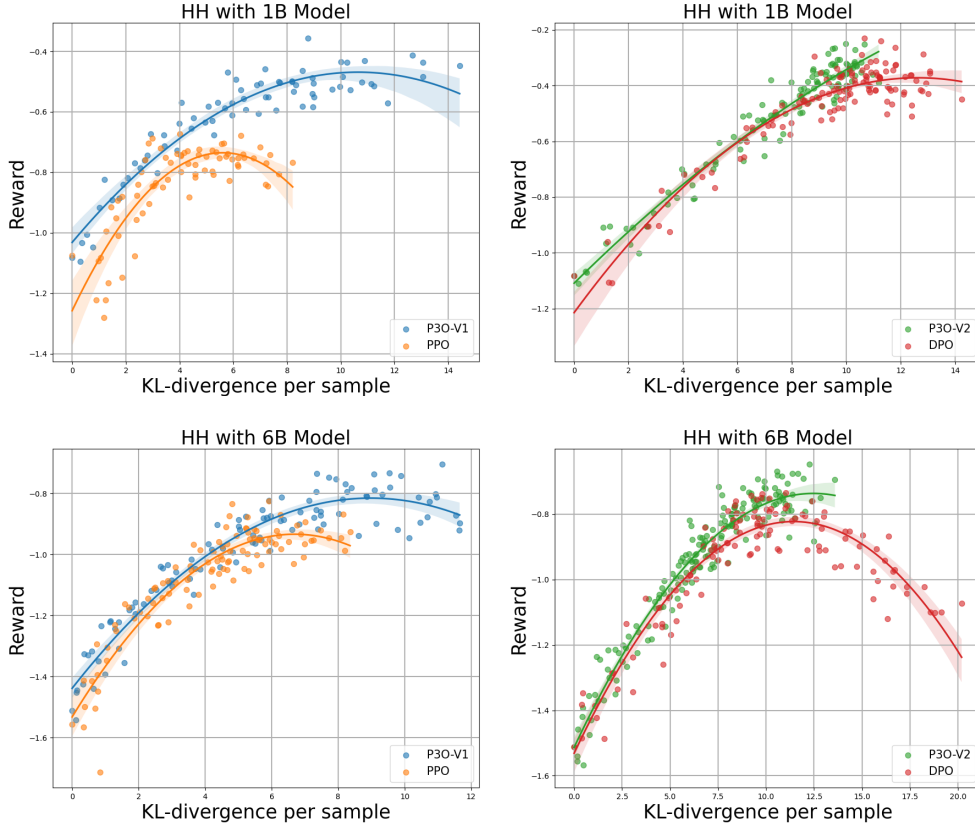 HH with 1B Model
Reward
−0.4
−0.6
−0.8
−1.0
−1.2
−1.4
0 2 4 6 8 10 12 14
KL-divergence per sample
P3O-V1
PPO
HH with 1B Model
Reward
−0.2
−0.4
−0.6
−0.8
−1.0
−1.2
0 2 4 6 8 10 12 14
KL-divergence per sample
P3O-V2
DPO
HH with 6B Model
Reward
−0.8
−1.0
−1.2
−1.4
−1.6
0 2 4 6 8 10 12
KL-divergence per sample
P3O-V1
PPO
HH with 6B Model
Reward
−0.8
−1.0
−1.2
−1.4
−1.6
0.0 2.5 5.0 7.5 10.0 12.5 15.0 17.5 20.0
KL-divergence per sample
P3O-V2
DPO